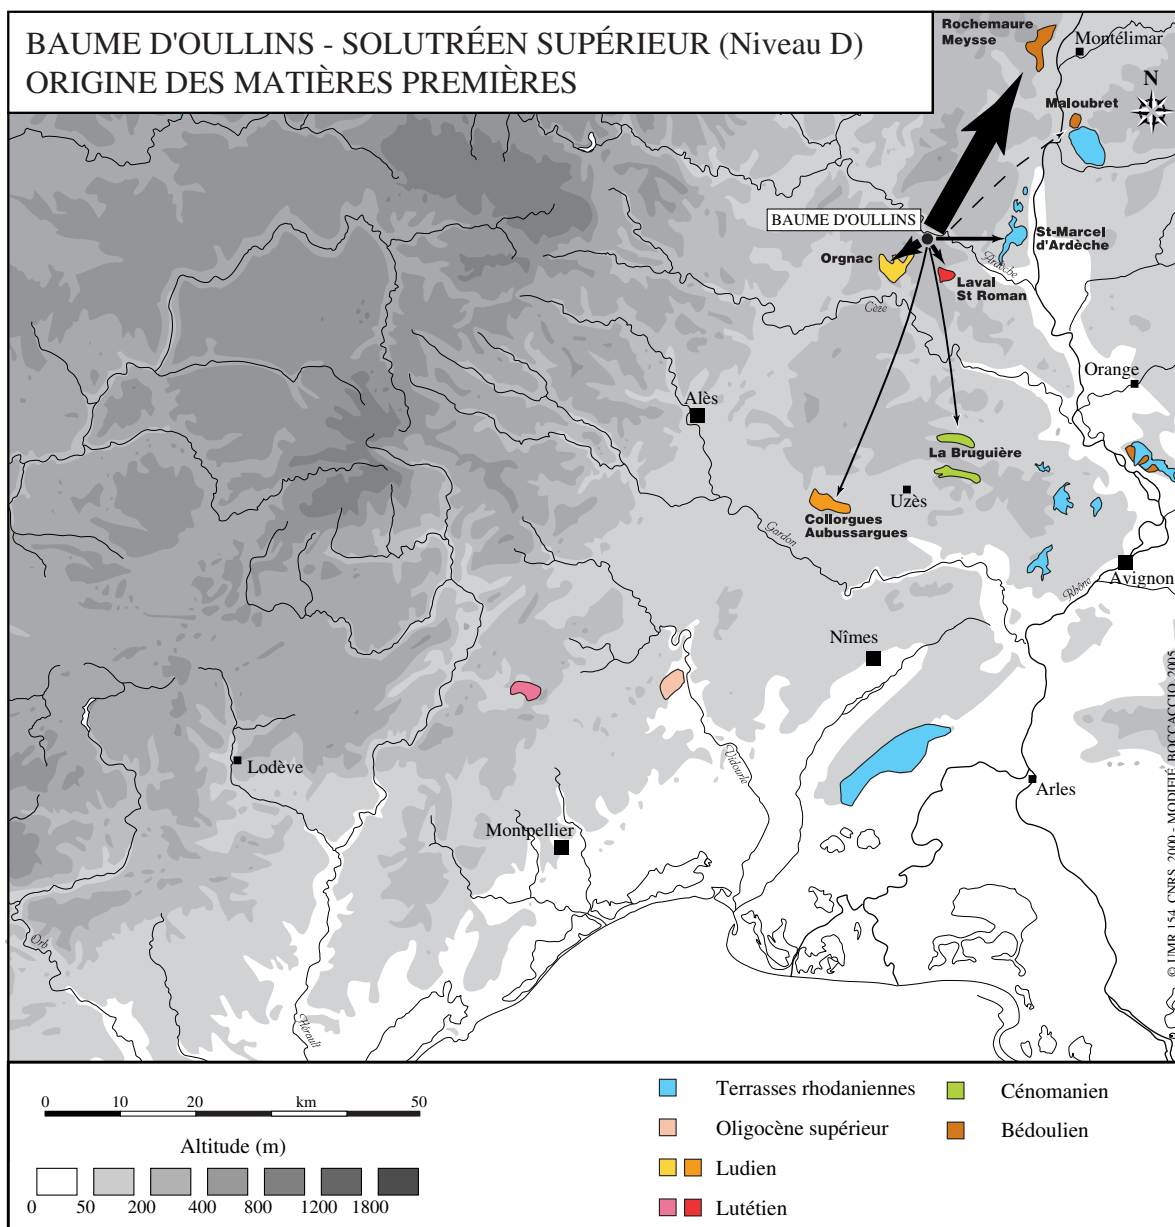 BAUME D'OULLINS - SOLUTRÉEN SUPÉRIEUR (Niveau D)
ORIGINE DES MATIÈRES PREMIÈRES
Rochemaure
Meysse
Montélimar
N
Maloubret
BAUME D'OULLINS
St-Marcel
d'Ardèche
Orgnac
Ardèche
Laval
St Roman
Cèze
Orange
Alès
La Bruguière
Uzès
Collorgues
Aubussargues
Gardon
Avignon
Rhône
Nîmes
Lodève
Vidourle
Arles
Montpellier
Orb
Hérault
© UMR 154, CNRS, 2000 - MODIFIÉ, BOCCACCIO, 2005
0 10 20 km 50
Altitude (m)
0 50 200 400 800 1200 1800
Terrasses rhodaniennes
Oligocène supérieur
Ludien
Lutétien
Cénomanien
Bédoulien